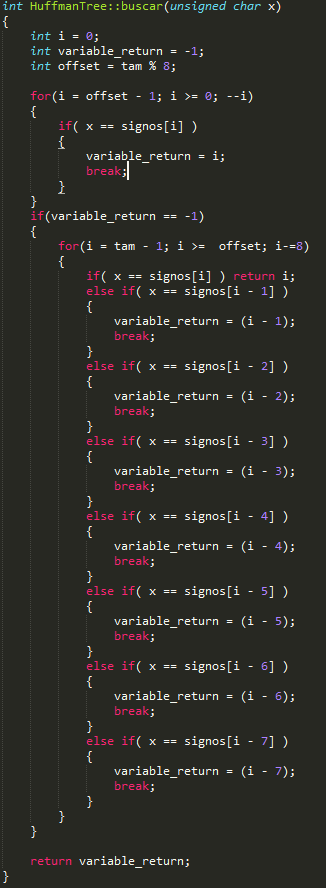 int HuffmanTree::buscar(unsigned char x)
{
    int i = 0;
    int variable_return = -1;
    int offset = tam % 8;

    for(i = offset - 1; i >= 0; --i)
    {
        if( x == signos[i] )
        {
            variable_return = i;
            break;
        }
    }
    if(variable_return == -1)
    {
        for(i = tam - 1; i >=  offset; i-=8)
        {
            if( x == signos[i] ) return i;
            else if( x == signos[i - 1] )
            {
                variable_return = (i - 1);
                break;
            }
            else if( x == signos[i - 2] )
            {
                variable_return = (i - 2);
                break;
            }
            else if( x == signos[i - 3] )
            {
                variable_return = (i - 3);
                break;
            }
            else if( x == signos[i - 4] )
            {
                variable_return = (i - 4);
                break;
            }
            else if( x == signos[i - 5] )
            {
                variable_return = (i - 5);
                break;
            }
            else if( x == signos[i - 6] )
            {
                variable_return = (i - 6);
                break;
            }
            else if( x == signos[i - 7] )
            {
                variable_return = (i - 7);
                break;
            }
        }
    }

    return variable_return;
}